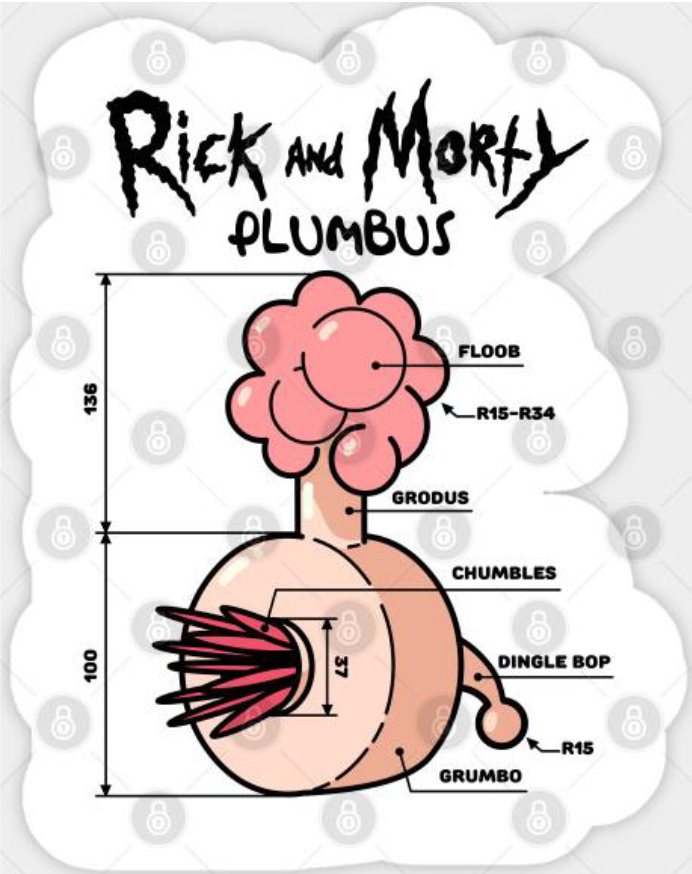 RICK AND MORTY
PLUMBUS
FLOOB
136
R15-R34
GRODUS
CHUMBLES
37
100
DINGLE BOP
R15
GRUMBO